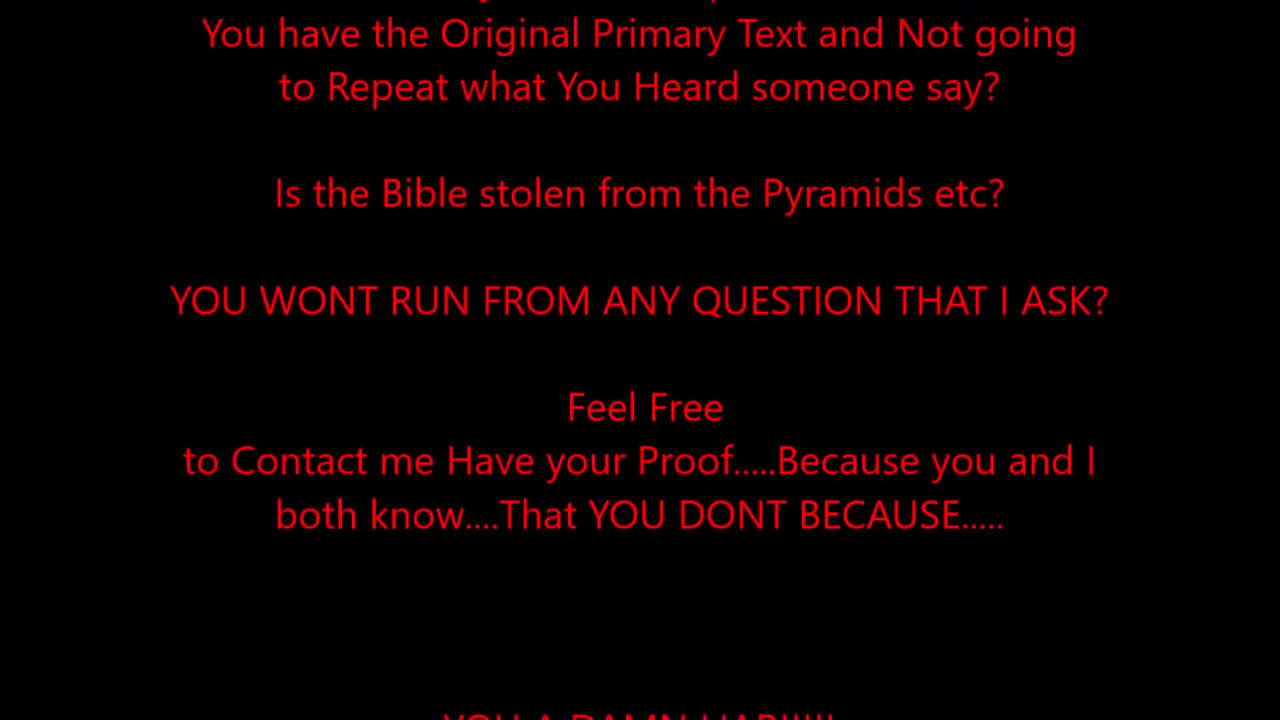 You have the Original Primary Text and Not going
to Repeat what You Heard someone say?
Is the Bible stolen from the Pyramids etc?
YOU WONT RUN FROM ANY QUESTION THAT I ASK?
Feel Free
to Contact me Have your Proof.....Because you and I
both know....That YOU DONT BECAUSE.....
YOU A DAMN